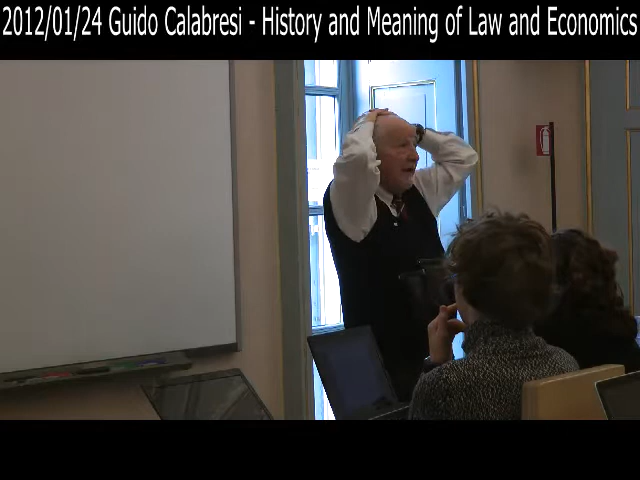 2012/01/24 Guido Calabresi - History and Meaning of Law and Economics